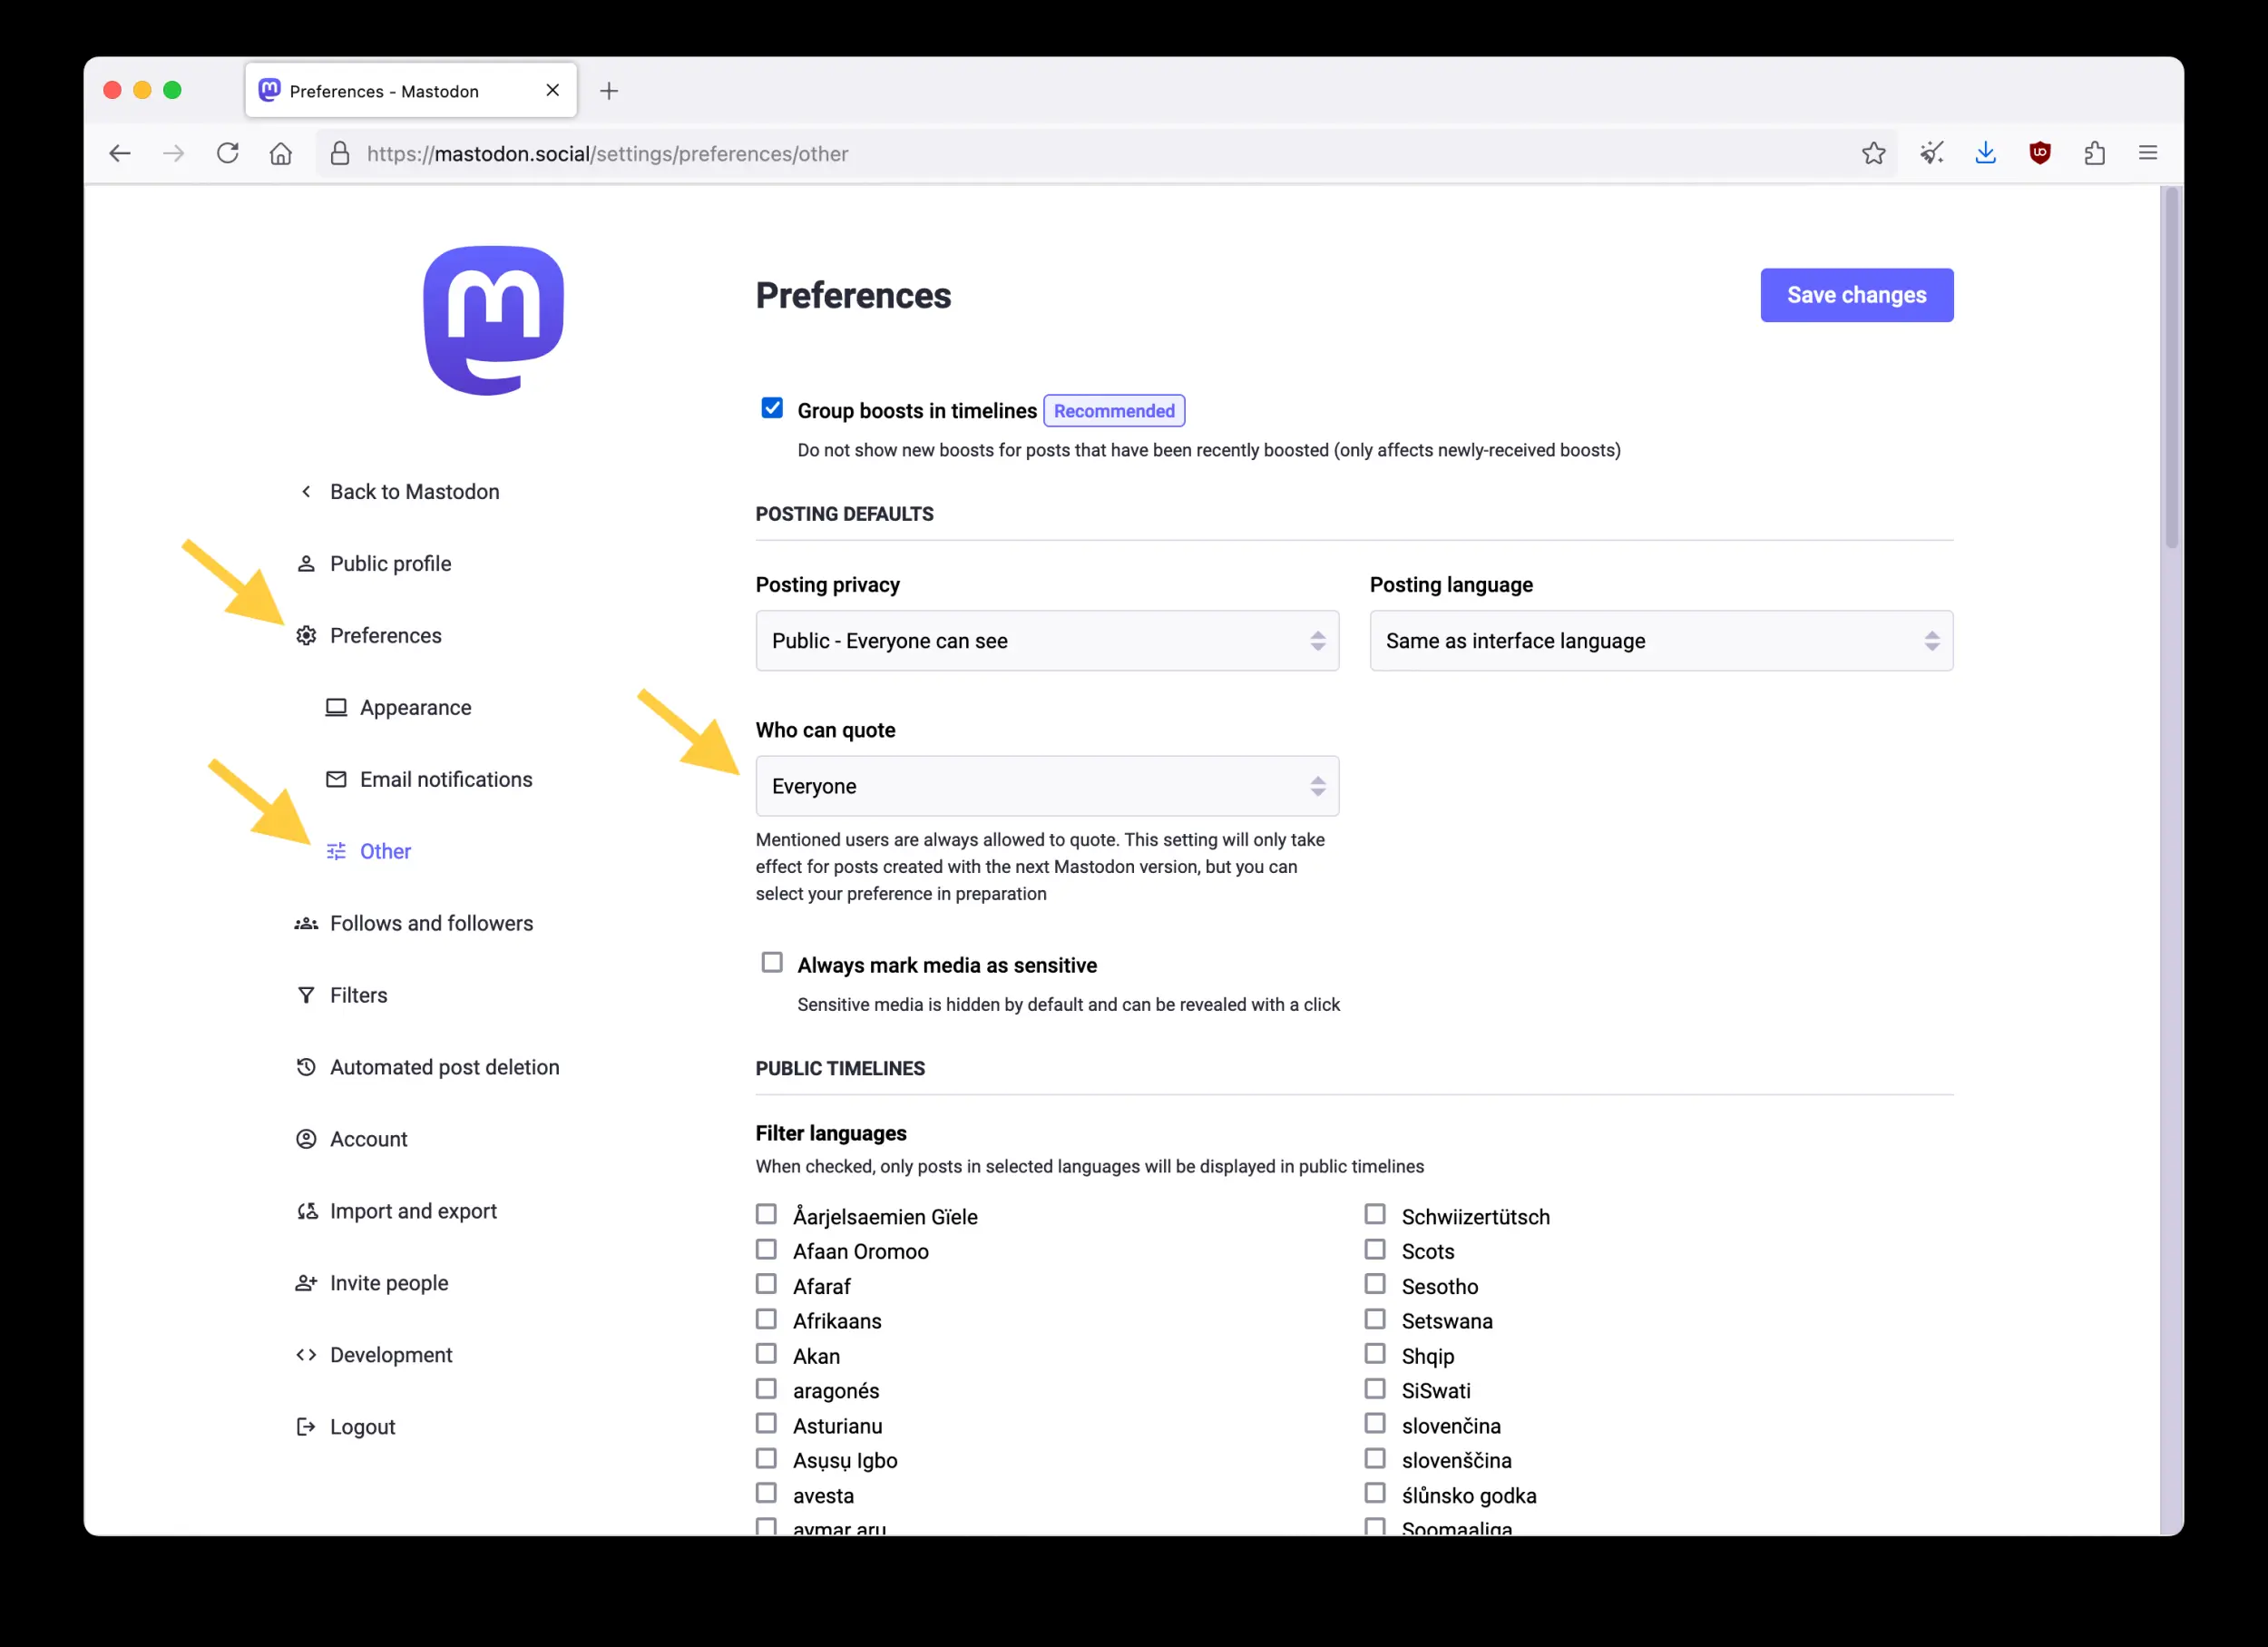 Preferences - Mastodon
https://mastodon.social/settings/preferences/other
Back to Mastodon
Public profile
Preferences
Appearance
Email notifications
Other
Follows and followers
Filters
Automated post deletion
Account
Import and export
Invite people
Development
Logout
Preferences
Save changes
Group boosts in timelines Recommended
Do not show new boosts for posts that have been recently boosted (only affects newly-received boosts)
POSTING DEFAULTS
Posting privacy
Public - Everyone can see
Posting language
Same as interface language
Who can quote
Everyone
Mentioned users are always allowed to quote. This setting will only take
effect for posts created with the next Mastodon version, but you can
select your preference in preparation
Always mark media as sensitive
Sensitive media is hidden by default and can be revealed with a click
PUBLIC TIMELINES
Filter languages
When checked, only posts in selected languages will be displayed in public timelines
Åarjelsaemien Gïele
Afaan Oromoo
Afaraf
Afrikaans
Akan
aragonés
Asturianu
Asụsụ Igbo
avesta
aymar aru
Schwiizertütsch
Scots
Sesotho
Setswana
Shqip
SiSwati
slovenčina
slovenščina
ślůnsko godka
Soomaaliga